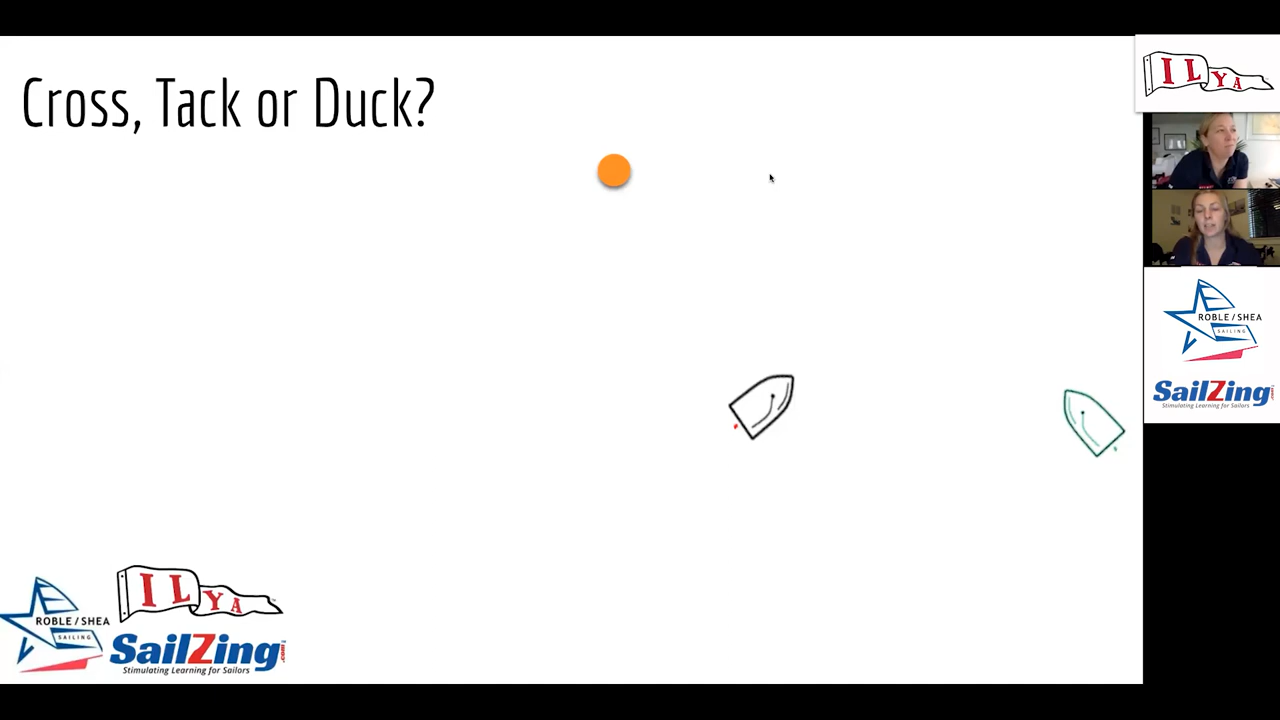 Cross, Tack or Duck?
ILYA
ROBLE / SHEA
SAILING
SailZing
Stimulating Learning for Sailors
ILYA
ROBLE / SHEA
SAILING
SailZing.com
Stimulating Learning for Sailors